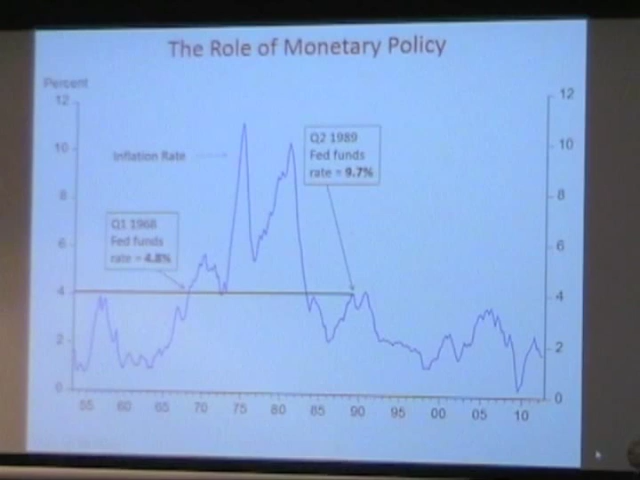 The Role of Monetary Policy
Percent
12
10
8
6
4
2
0
12
10
8
6
4
2
0
Inflation Rate
Q2 1989
Fed funds
rate = 9.7%
Q1 1968
Fed funds
rate = 4.8%
55 60 65 70 75 80 85 90 95 00 05 10